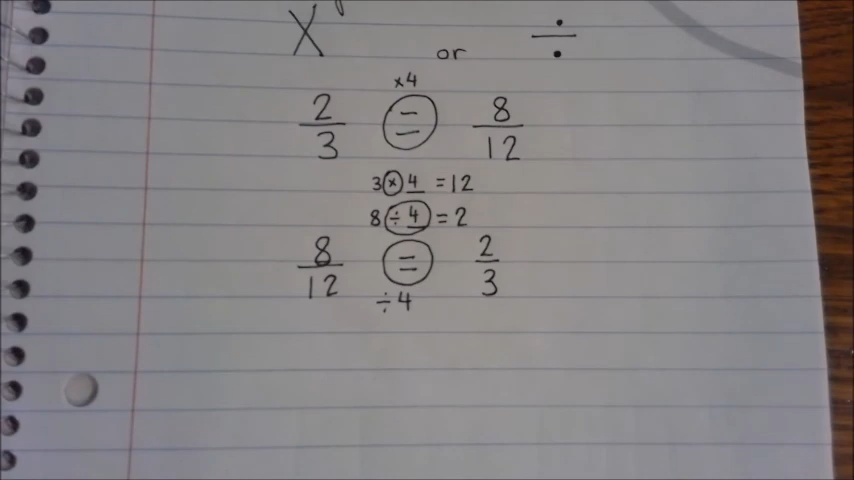 X or ÷
×4
2/3 = 8/12
3 × 4 = 12
8 ÷ 4 = 2
8/12 = 2/3
÷4